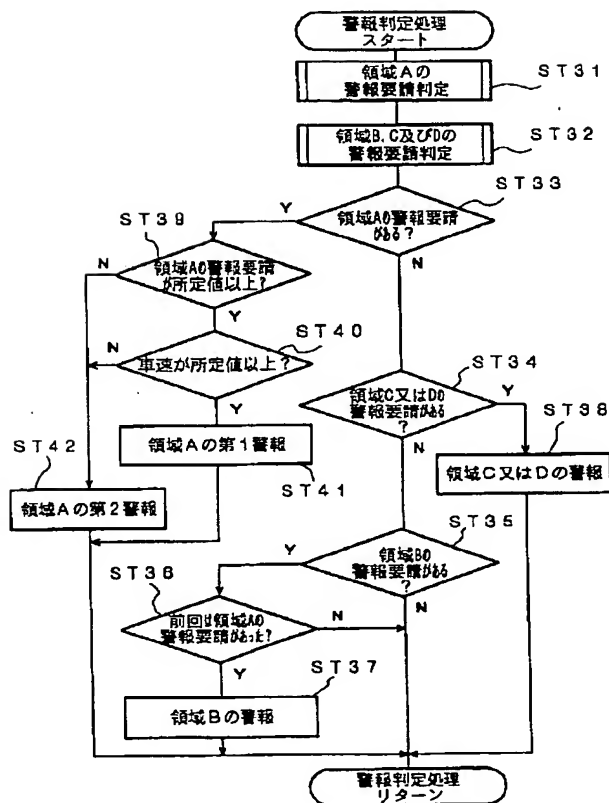 警報判定処理
スタート
領域Aの
警報要請判定
ST31
領域B、C及びDの
警報要請判定
ST32
ST33
領域Aの警報要請
がある?
Y
N
ST39
領域Aの警報要請
が所定値以上?
N
Y
ST40
車速が所定値以上?
N
Y
ST34
領域C又はDの
警報要請がある
?
Y
N
ST38
領域C又はDの警報
領域Aの第1警報
ST41
ST42
領域Aの第2警報
ST35
領域Bの
警報要請がある
?
Y
N
ST36
前回は領域Aの
警報要請があった?
N
Y
ST37
領域Bの警報
警報判定処理
リターン